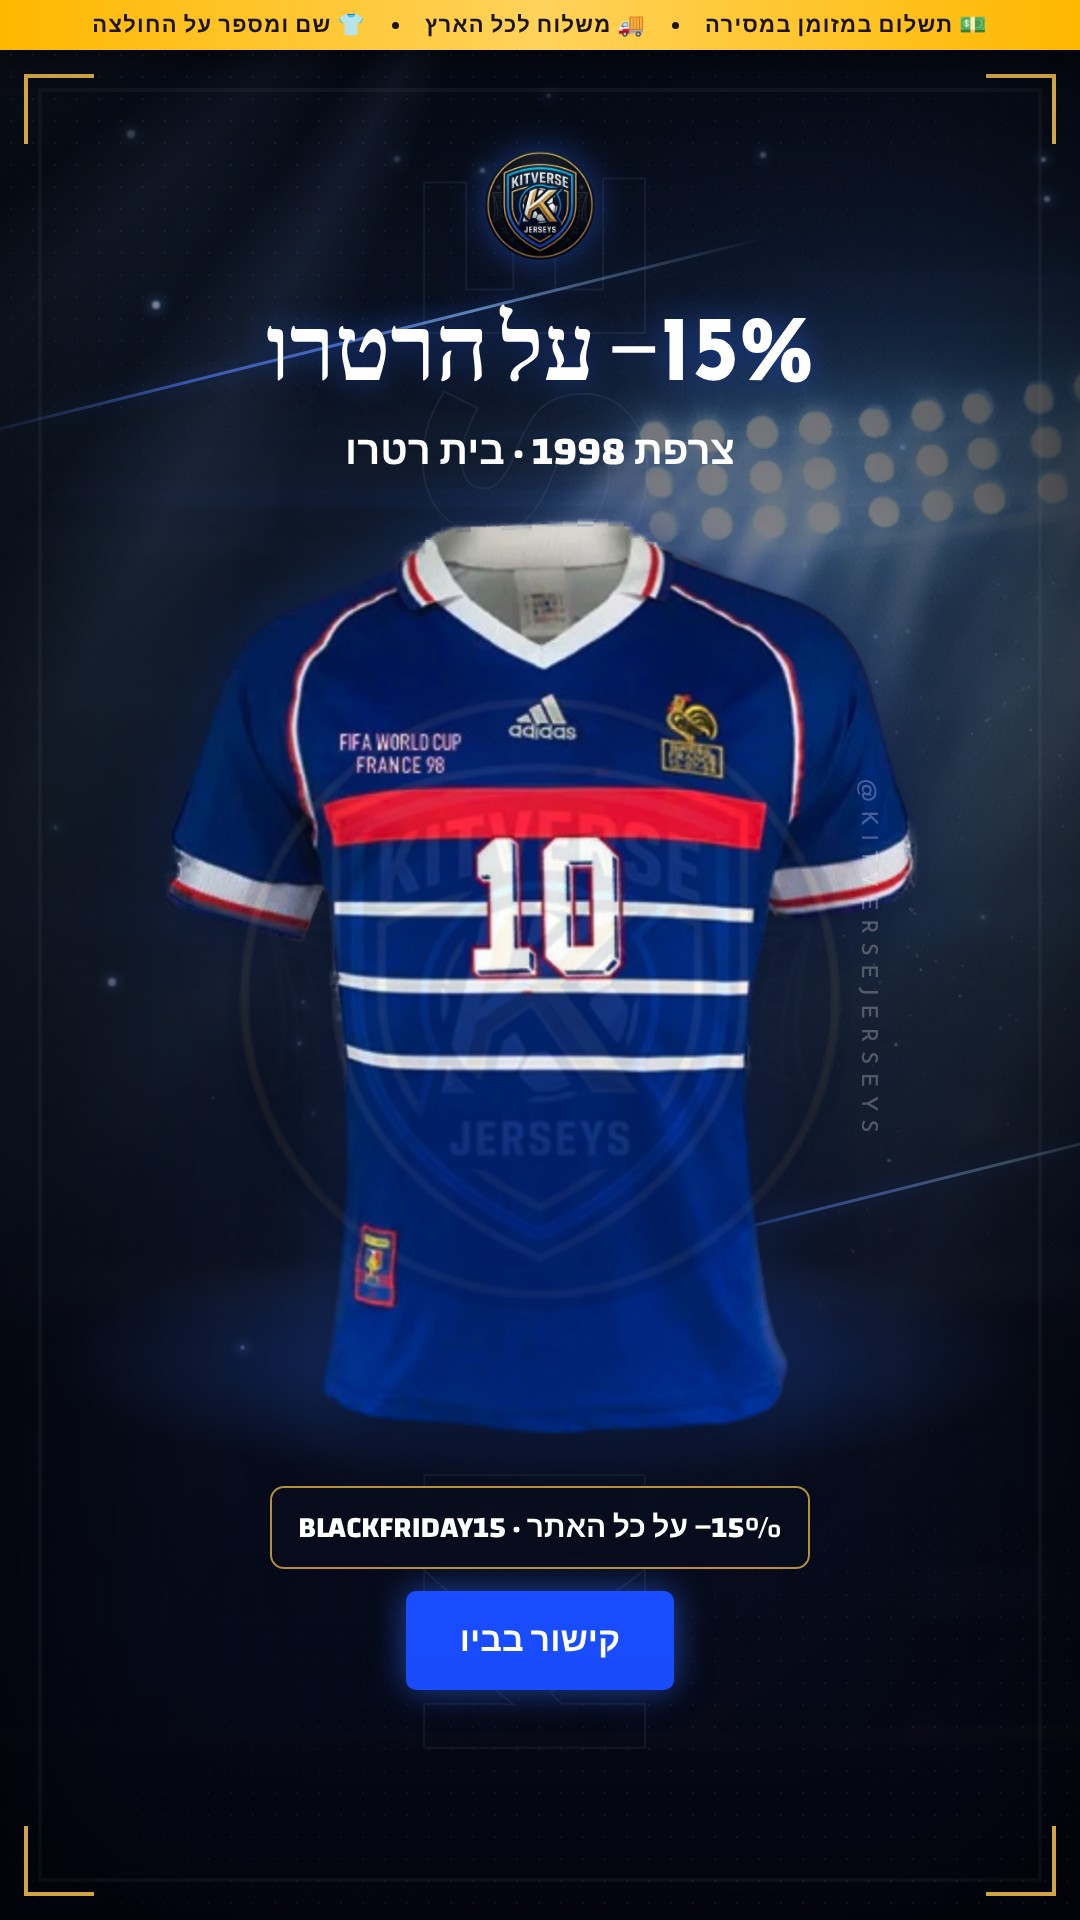 💵 תשלום במזומן במסירה • 🚚 משלוח לכל הארץ • 👕 שם ומספר על החולצה
KITVERSE
K
JERSEYS
15%– על הרטרו
צרפת 1998 · בית רטרו
adidas
FIFA WORLD CUP
FRANCE 98
@KITVERSEJERSEYS
KITVERSE
10
JERSEYS
15%– על כל האתר · BLACKFRIDAY15
קישור בביו